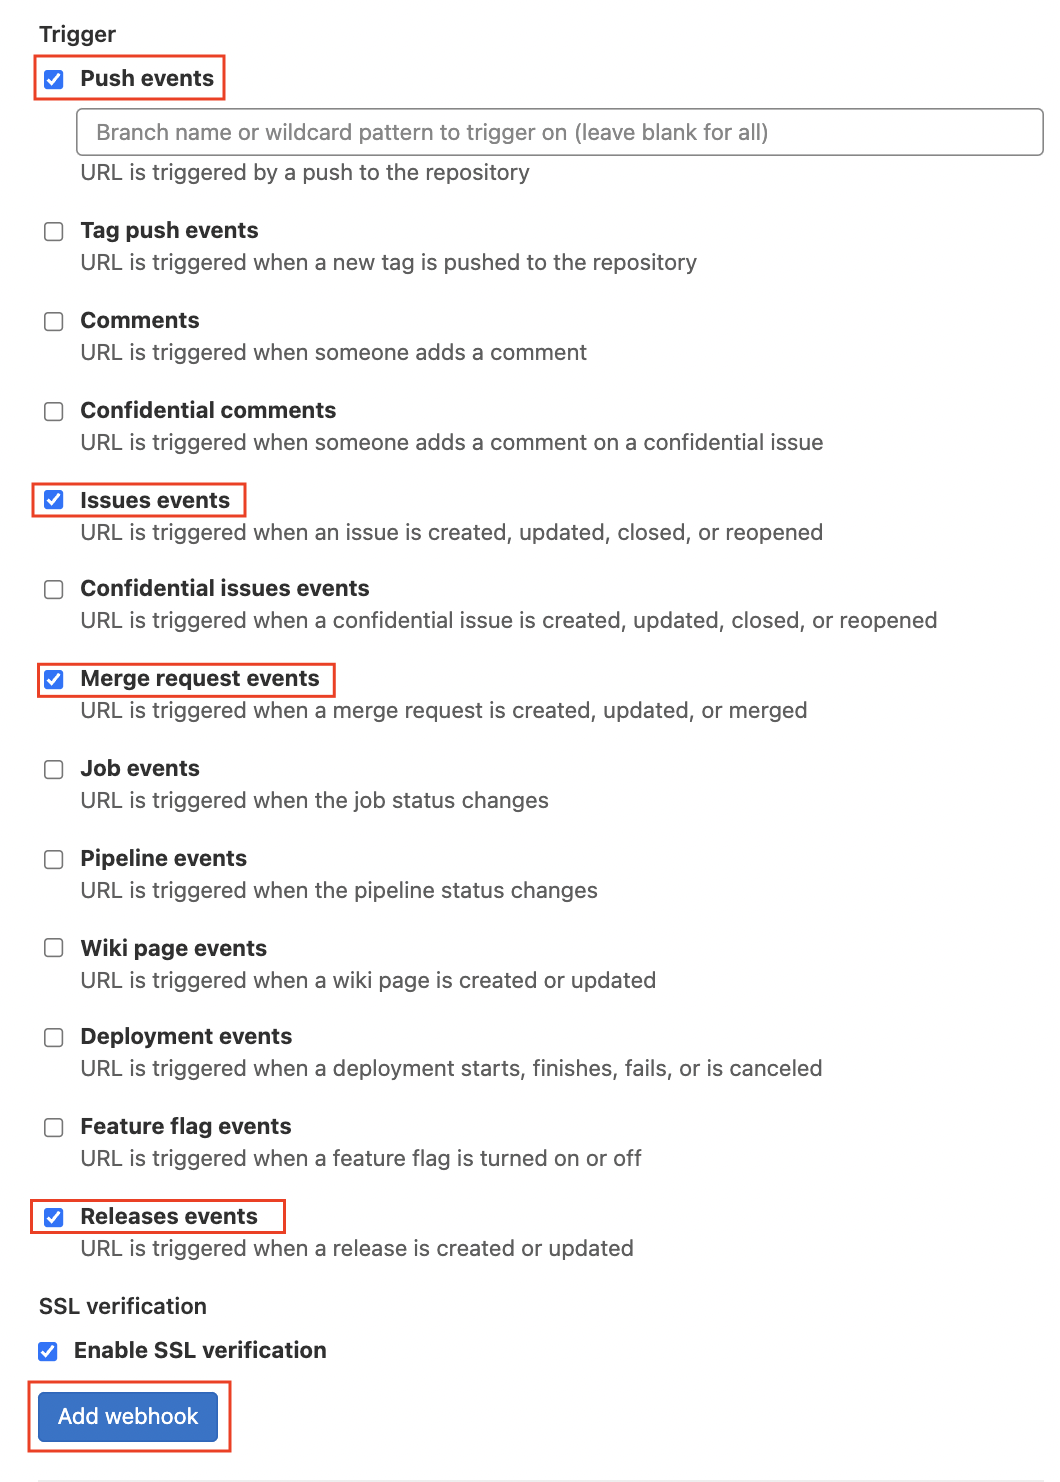 Trigger
Push events
Branch name or wildcard pattern to trigger on (leave blank for all)
URL is triggered by a push to the repository
Tag push events
URL is triggered when a new tag is pushed to the repository
Comments
URL is triggered when someone adds a comment
Confidential comments
URL is triggered when someone adds a comment on a confidential issue
Issues events
URL is triggered when an issue is created, updated, closed, or reopened
Confidential issues events
URL is triggered when a confidential issue is created, updated, closed, or reopened
Merge request events
URL is triggered when a merge request is created, updated, or merged
Job events
URL is triggered when the job status changes
Pipeline events
URL is triggered when the pipeline status changes
Wiki page events
URL is triggered when a wiki page is created or updated
Deployment events
URL is triggered when a deployment starts, finishes, fails, or is canceled
Feature flag events
URL is triggered when a feature flag is turned on or off
Releases events
URL is triggered when a release is created or updated
SSL verification
Enable SSL verification
Add webhook